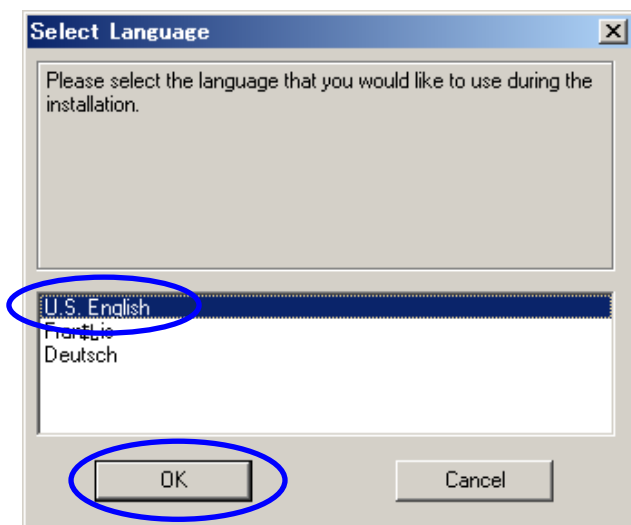 Select Language
Please select the language that you would like to use during the
installation.
U.S. English
Deutsch
OK
Cancel